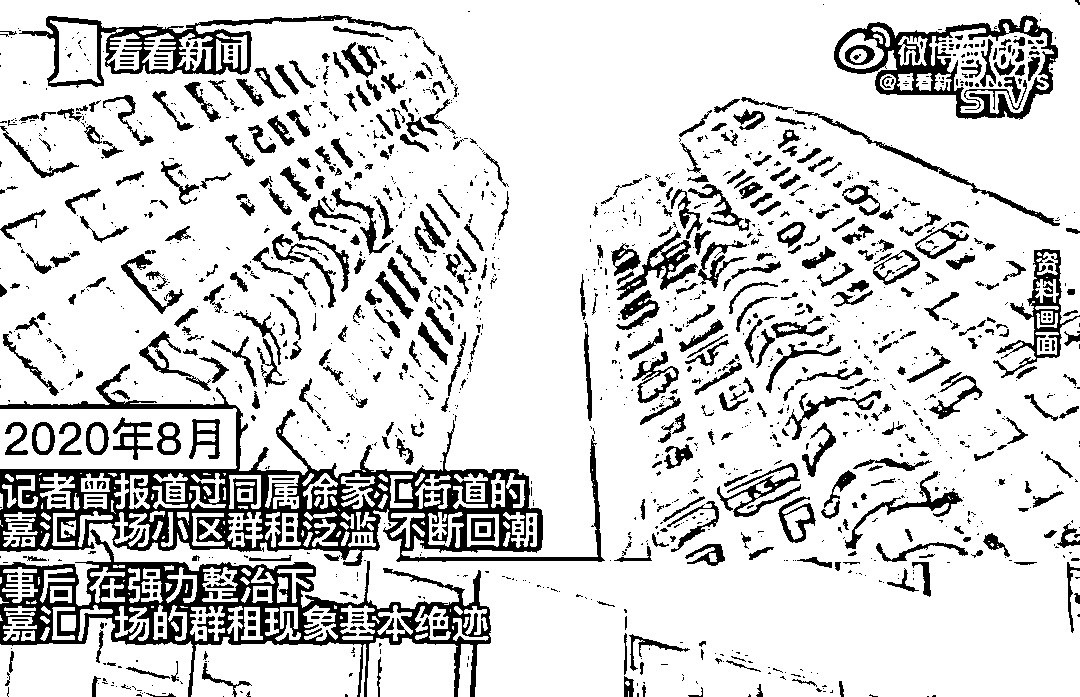 看看新闻
微博
@看看新闻KNEWS
STV
资料画面
2020年8月
记者曾报道过同属徐家汇街道的
嘉汇广场小区群租泛滥 不断回潮
事后 在强力整治下
嘉汇广场的群租现象基本绝迹